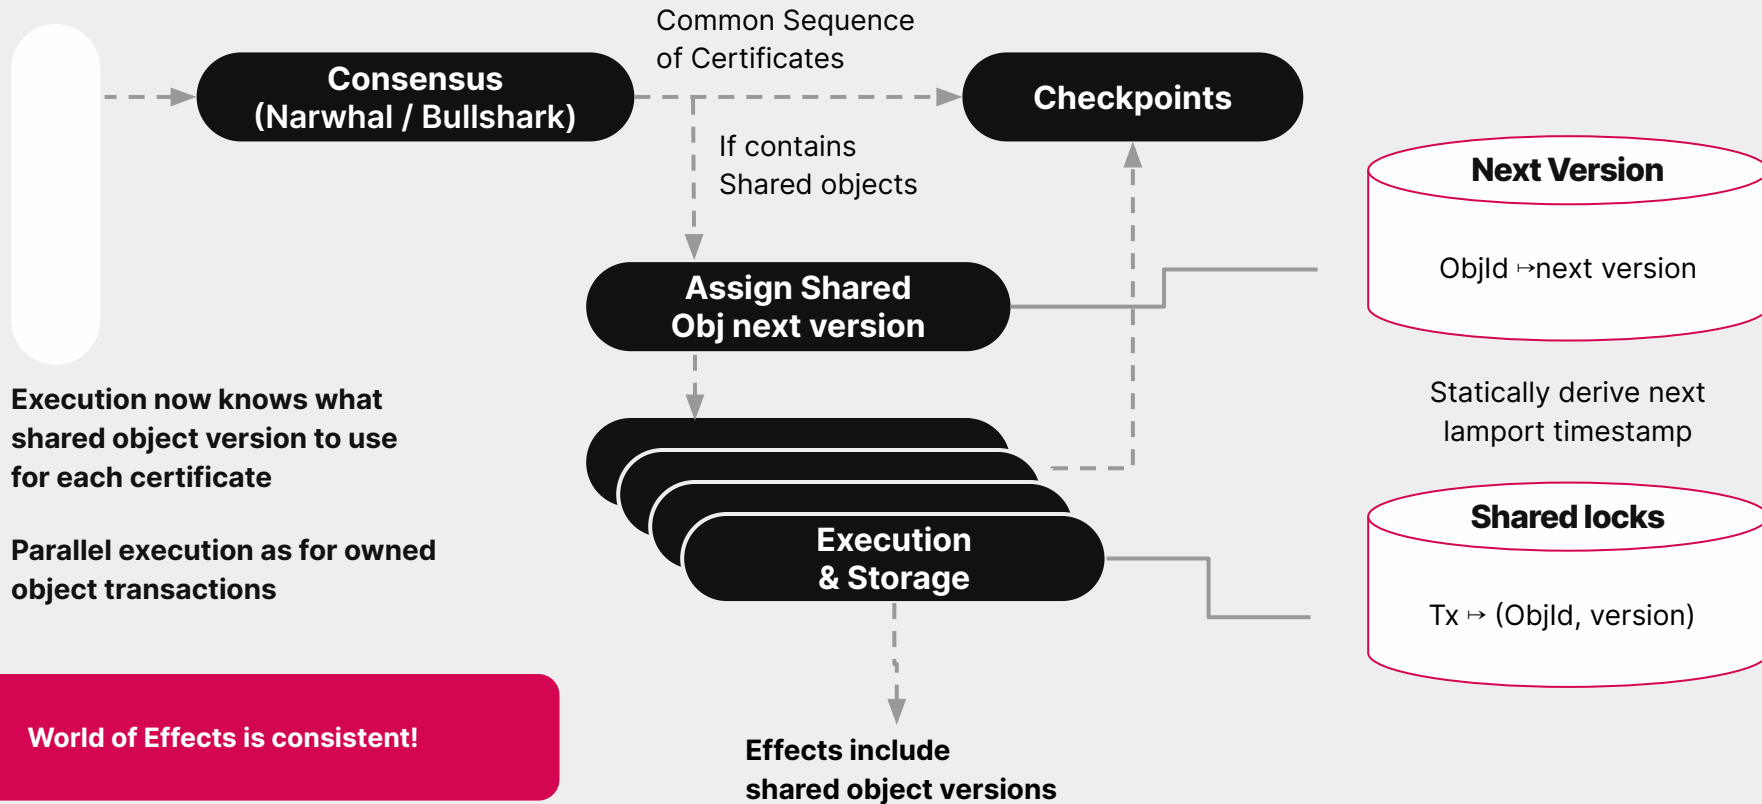 Common Sequence
of Certificates
Consensus
(Narwhal / Bullshark)
Checkpoints
If contains
Shared objects
Next Version
ObjId ↦next version
Assign Shared
Obj next version
Execution now knows what
shared object version to use
for each certificate
Statically derive next
lamport timestamp
Parallel execution as for owned
object transactions
Execution
& Storage
Shared locks
Tx ↦ (ObjId, version)
World of Effects is consistent!
Effects include
shared object versions